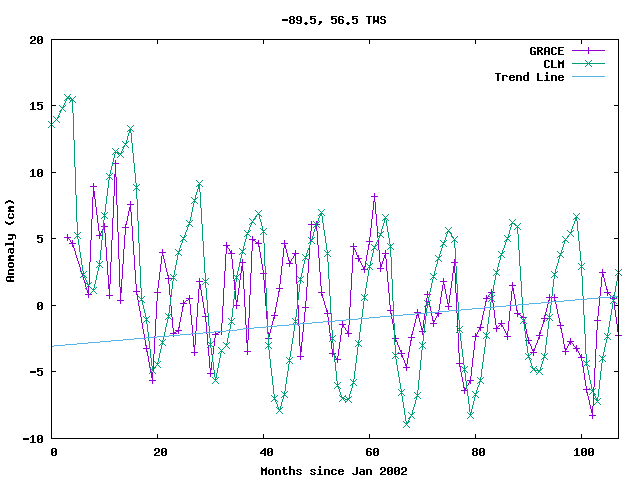 -89.5, 56.5 TWS
GRACE
CLM
Trend Line
20
15
10
5
0
-5
-10
Anomaly (cm)
0 20 40 60 80 100
Months since Jan 2002